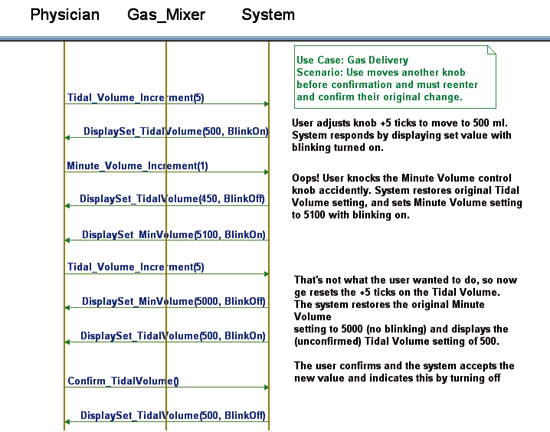 Physician Gas_Mixer System
Use Case: Gas Delivery
Scenario: Use moves another knob
before confirmation and must reenter
and confirm their original change.
Tidal_Volume_Increment(5)
User adjusts knob +5 ticks to move to 500 ml.
System responds by displaying set value with
blinking turned on.
DisplaySet_TidalVolume(500, BlinkOn)
Minute_Volume_Increment(1)
Oops! User knocks the Minute Volume control
knob accidently. System restores original Tidal
Volume setting, and sets Minute Volume setting
to 5100 with blinking on.
DisplaySet_TidalVolume(450, BlinkOff)
DisplaySet_MinVolume(5100, BlinkOn)
Tidal_Volume_Increment(5)
That's not what the user wanted to do, so now
ge resets the +5 ticks on the Tidal Volume.
The system restores the original Minute
Volume
setting to 5000 (no blinking) and displays the
(unconfirmed) Tidal Volume setting of 500.
DisplaySet_MinVolume(5000, BlinkOff)
DisplaySet_TidalVolume(500, BlinkOn)
The user confirms and the system accepts the
new value and indicates this by turning off
Confirm_TidalVolume()
DisplaySet_TidalVolume(500, BlinkOff)